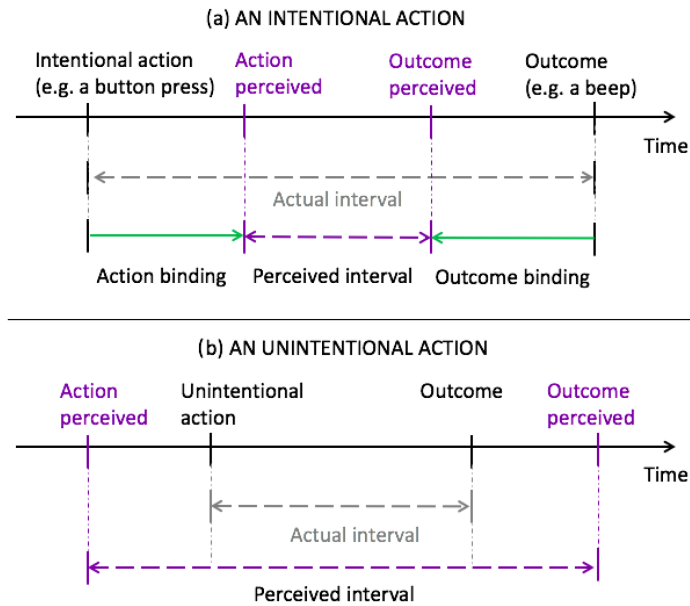 (a) AN INTENTIONAL ACTION
Intentional action
(e.g. a button press)
Action
perceived
Outcome
perceived
Outcome
(e.g. a beep)
Time
Actual interval
Action binding
Perceived interval
Outcome binding
(b) AN UNINTENTIONAL ACTION
Action
perceived
Unintentional
action
Outcome
Outcome
perceived
Time
Actual interval
Perceived interval